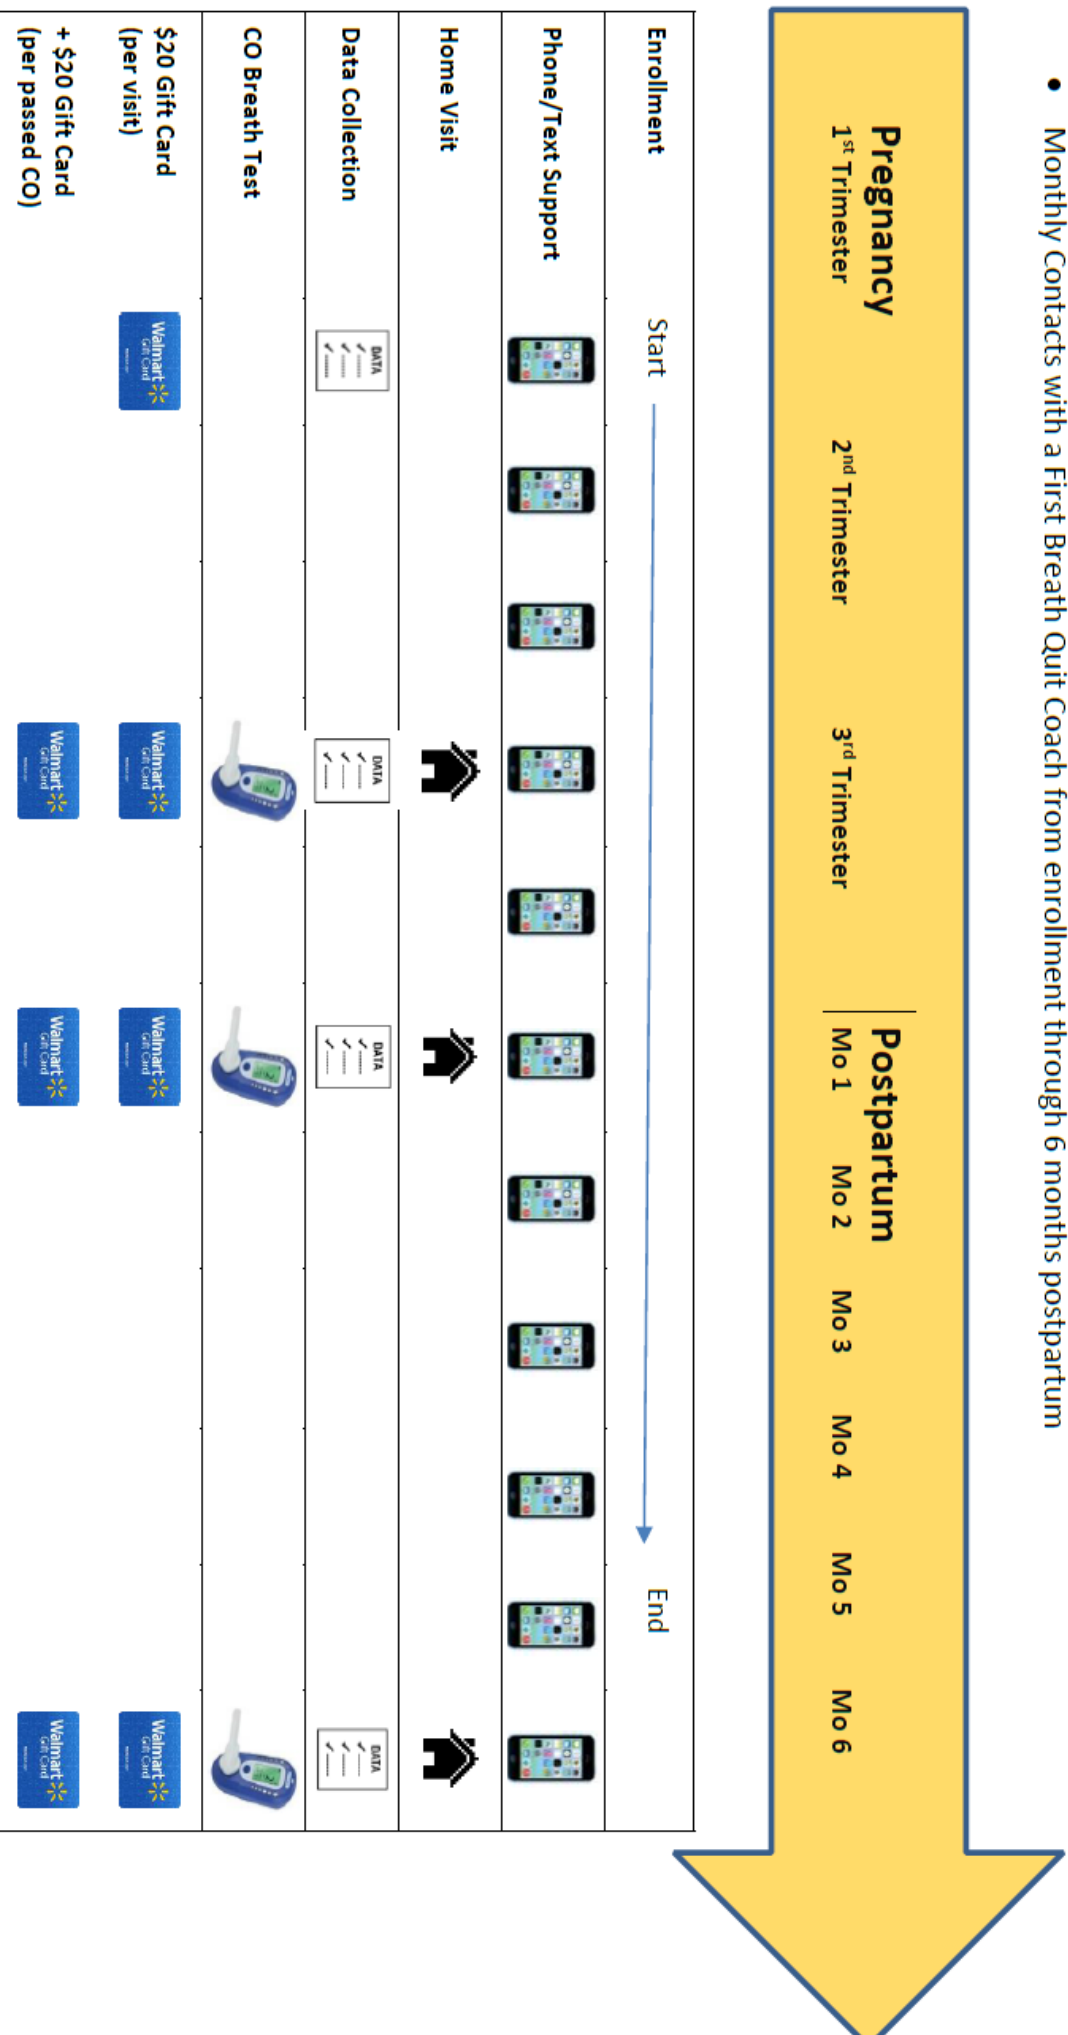 • Monthly Contacts with a First Breath Quit Coach from enrollment through 6 months postpartum
Pregnancy
Postpartum
1st Trimester 2nd Trimester 3rd Trimester Mo 1 Mo 2 Mo 3 Mo 4 Mo 5 Mo 6
Enrollment Start End
Phone/Text Support
Home Visit
Data Collection
DATA
DATA
DATA
DATA
CO Breath Test
$20 Gift Card
(per visit)
Walmart
Gift Card
Walmart
Gift Card
Walmart
Gift Card
Walmart
Gift Card
+ $20 Gift Card
(per passed CO)
Walmart
Gift Card
Walmart
Gift Card
Walmart
Gift Card